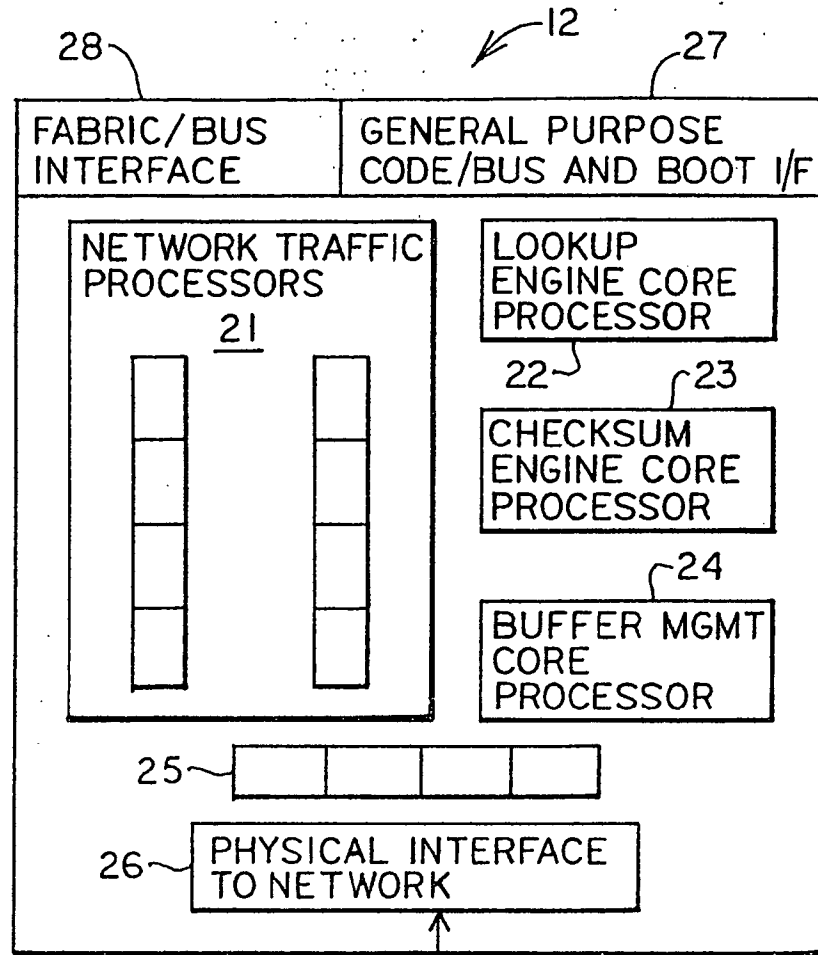 12
28
27
FABRIC/BUS
INTERFACE
GENERAL PURPOSE
CODE/BUS AND BOOT I/F
NETWORK TRAFFIC
PROCESSORS
21
LOOKUP
ENGINE CORE
PROCESSOR
22
23
CHECKSUM
ENGINE CORE
PROCESSOR
24
BUFFER MGMT
CORE
PROCESSOR
25
26
PHYSICAL INTERFACE
TO NETWORK